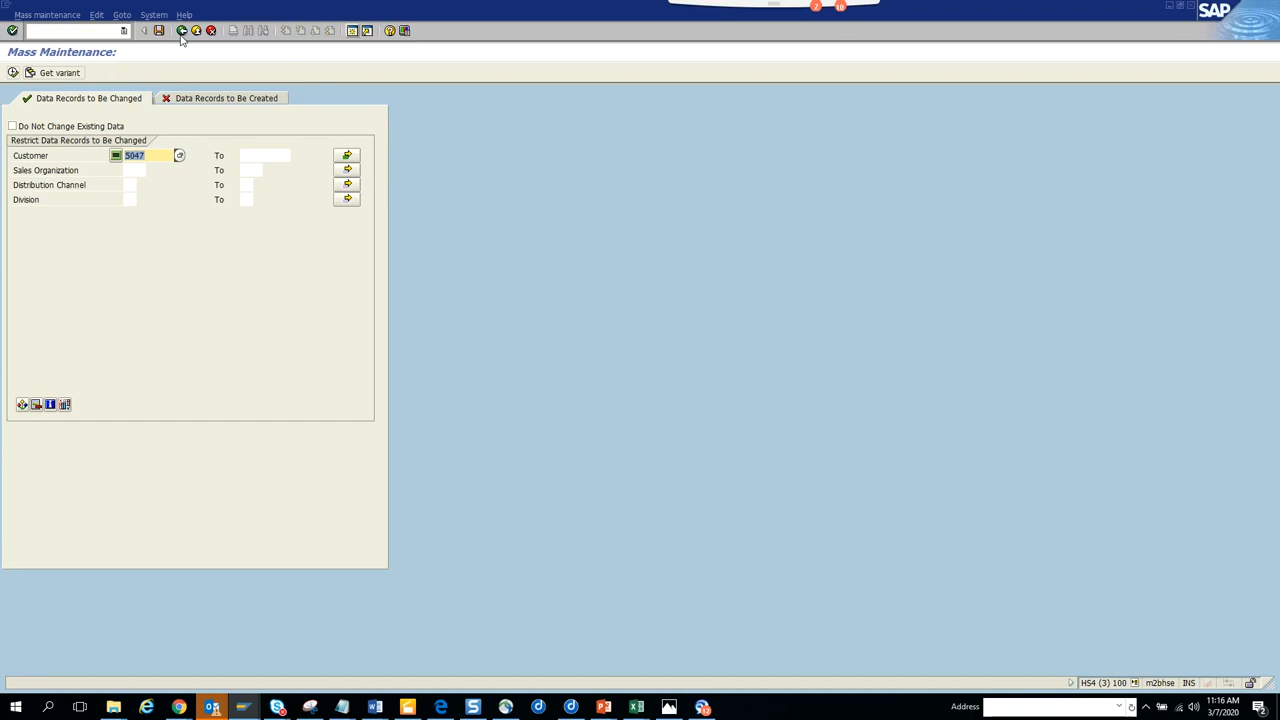 Mass maintenance Edit Goto System Help
2 10
SAP
Mass Maintenance:
Get variant
Data Records to Be Changed Data Records to Be Created
Do Not Change Existing Data
Restrict Data Records to Be Changed
Customer 5047 To
Sales Organization To
Distribution Channel To
Division To
HS4 (3) 100 m2bhse INS
Address 11:16 AM
3/7/2020